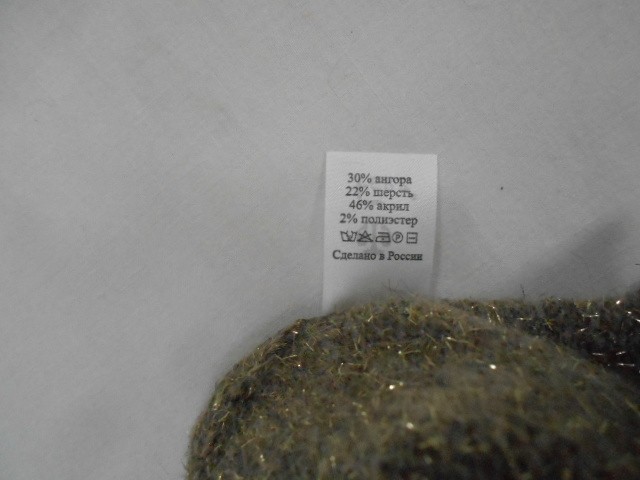 30% ангора
22% шерсть
46% акрил
2% полиэстер
Сделано в России